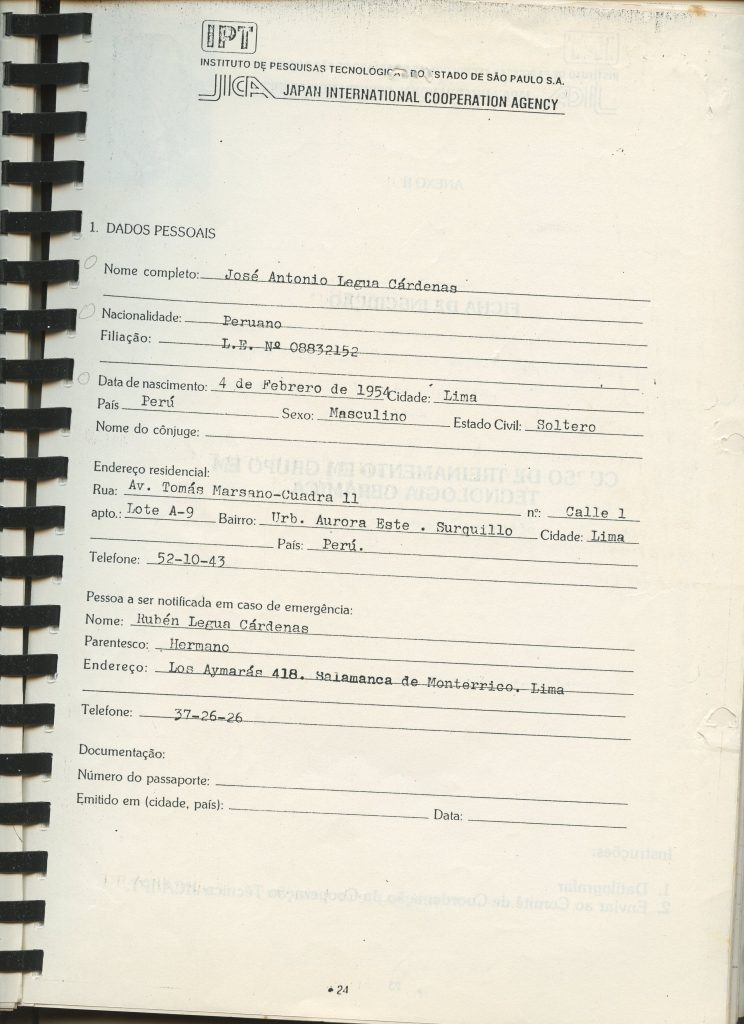 IPT
INSTITUTO DE PESQUISAS TECNOLÓGICAS DO ESTADO DE SÃO PAULO S.A.
JICA JAPAN INTERNATIONAL COOPERATION AGENCY
1. DADOS PESSOAIS
Nome completo: José Antonio Legua Cárdenas
Nacionalidade: Peruano
Filiação: L.E. Nº 08832152
Data de nascimento: 4 de Febrero de 1954 Cidade: Lima
País Perú Sexo: Masculino Estado Civil: Soltero
Nome do cônjuge:
Endereço residencial:
Rua: Av. Tomás Marsano-Cuadra 11 nº: Calle 1
apto.: Lote A-9 Bairro: Urb. Aurora Este . Surquillo Cidade: Lima
País: Perú.
Telefone: 52-10-43
Pessoa a ser notificada em caso de emergência:
Nome: Rubén Legua Cárdenas
Parentesco: Hermano
Endereço: Los Aymarás 418. Salamanca de Monterrico. Lima
Telefone: 37-26-26
Documentação:
Número do passaporte:
Emitido em (cidade, país): Data:
24